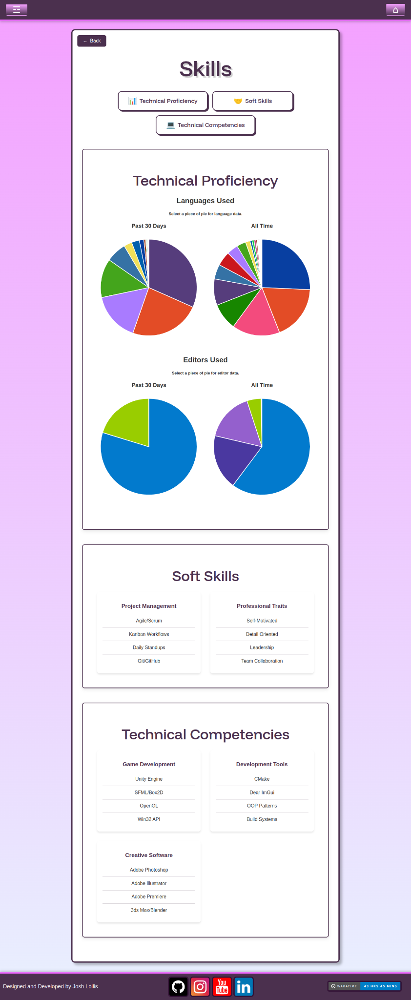 ← Back
Skills
📊 Technical Proficiency
🤝 Soft Skills
💻 Technical Competencies
Technical Proficiency
Languages Used
Select a piece of pie for language data.
Past 30 Days
All Time
Editors Used
Select a piece of pie for editor data.
Past 30 Days
All Time
Soft Skills
Project Management
Agile/Scrum
Kanban Workflows
Daily Standups
Git/GitHub
Professional Traits
Self-Motivated
Detail Oriented
Leadership
Team Collaboration
Technical Competencies
Game Development
Unity Engine
SFML/Box2D
OpenGL
Win32 API
Development Tools
CMake
Dear ImGui
OOP Patterns
Build Systems
Creative Software
Adobe Photoshop
Adobe Illustrator
Adobe Premiere
3ds Max/Blender
Designed and Developed by Josh Lollis
You
Tube
in
WAKATIME
43 HRS 45 MINS